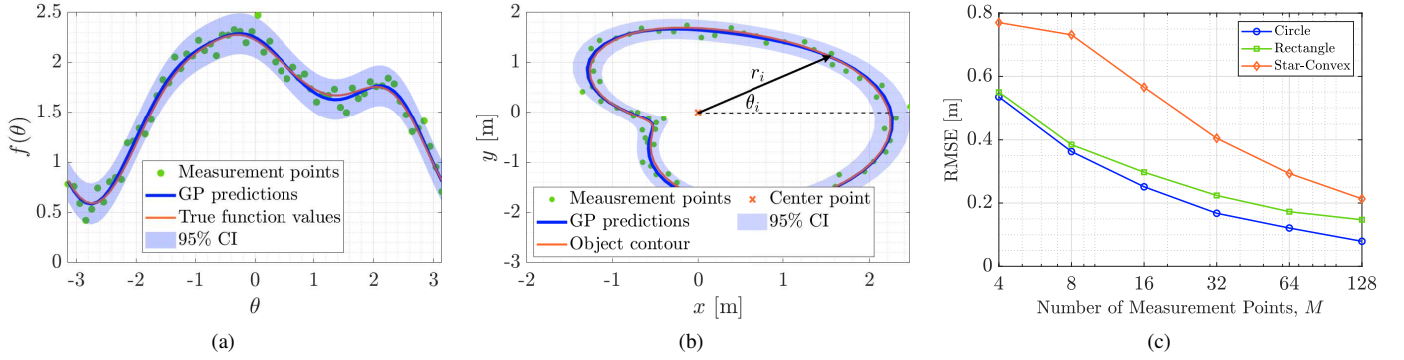 2.5
2
1.5
1
0.5
0
f (θ)
-3 -2 -1 0 1 2 3
θ
Measurement points
GP predictions
True function values
95% CI
(a)
2
1
0
-1
-2
-3
y [m]
r_i
θ_i
Meausrement points
Center point
GP predictions
95% CI
Object contour
-1 0 1 2
x [m]
(b)
0.8
0.6
0.4
0.2
0
RMSE [m]
Circle
Rectangle
Star-Convex
4 8 16 32 64 128
Number of Measurement Points, M
(c)